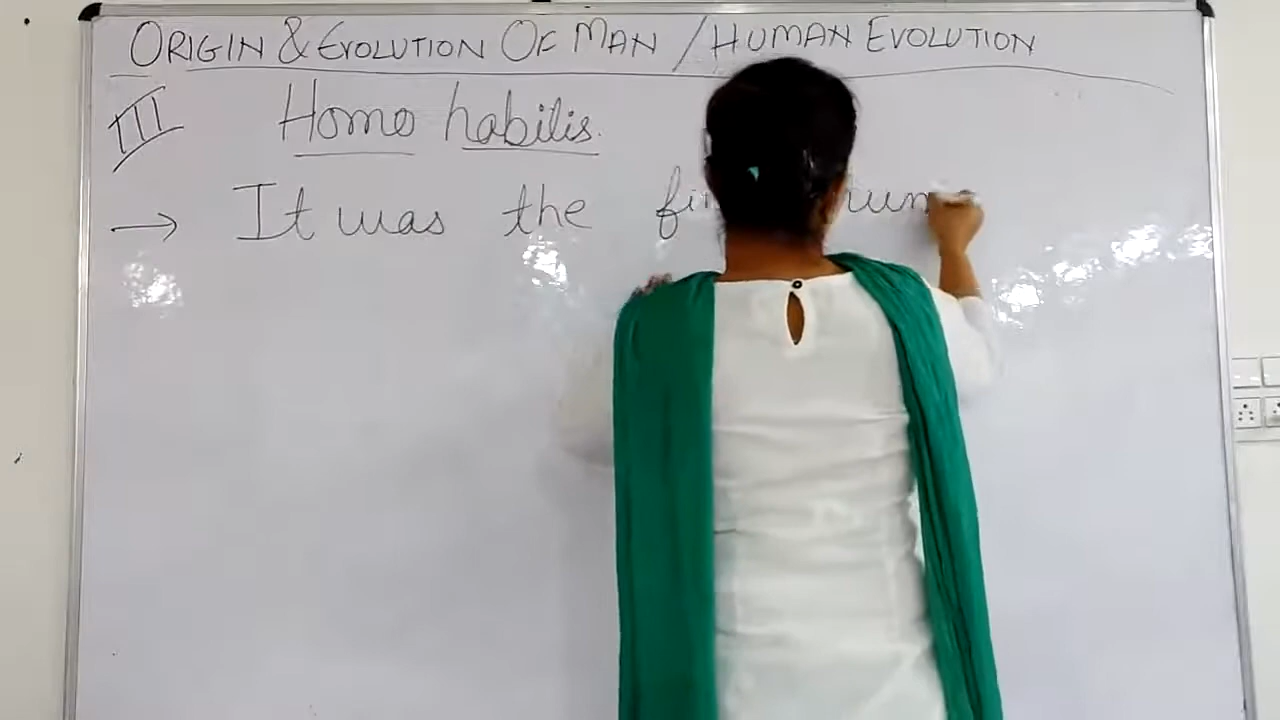 ORIGIN & EVOLUTION OF MAN / HUMAN EVOLUTION
III Homo habilis.
→ It was the